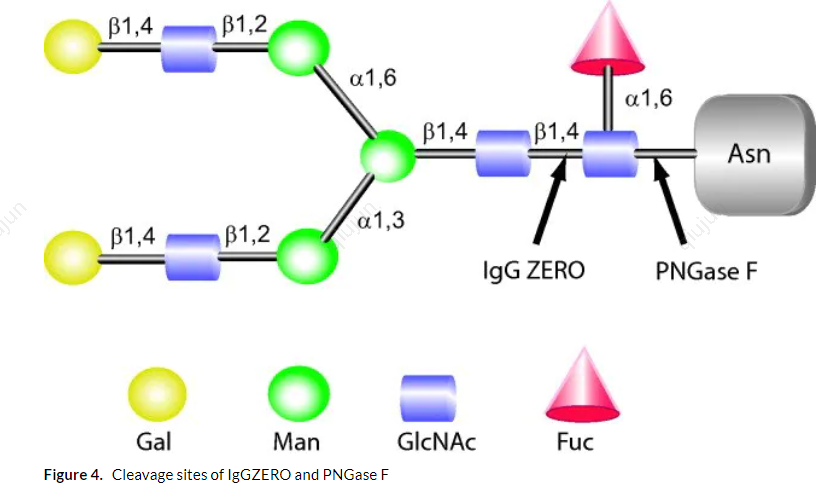 β1,4 β1,2
α1,6
α1,6
β1,4 β1,4
Asn
α1,3
β1,4 β1,2
IgG ZERO PNGase F
Gal Man GlcNAc Fuc
Figure 4. Cleavage sites of IgGZERO and PNGase F